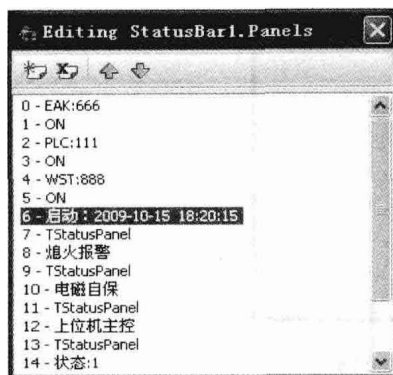 Editing StatusBar1.Panels
0 - EAK:666
1 - ON
2 - PLC:111
3 - ON
4 - WST:888
5 - ON
6 - 启动：2009-10-15 18:20:15
7 - TStatusPanel
8 - 熄火报警
9 - TStatusPanel
10 - 电磁自保
11 - TStatusPanel
12 - 上位机主控
13 - TStatusPanel
14 - 状态:1